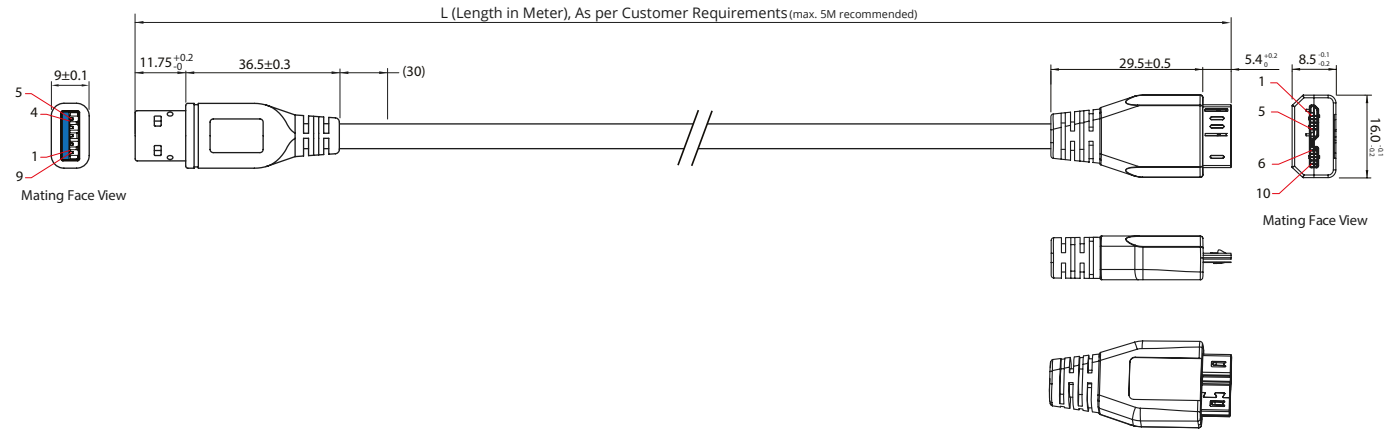 L (Length in Meter), As per Customer Requirements (max. 5M recommended)
11.75 +0.2 -0
36.5±0.3
(30)
29.5±0.5
5.4 +0.2 0
9±0.1
8.5 -0.1 -0.2
5
4
1
9
Mating Face View
1
5
6
10
16.0 -0.1 -0.2
Mating Face View